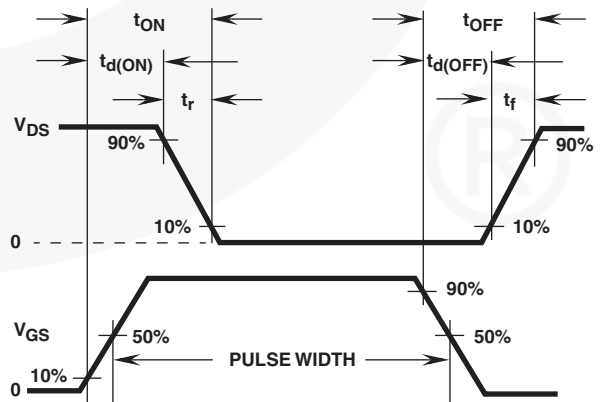 tON tOFF
td(ON) td(OFF)
tr tf
VDS
90% 90%
10% 10%
0
90%
VGS 50% 50%
PULSE WIDTH
10%
0
®